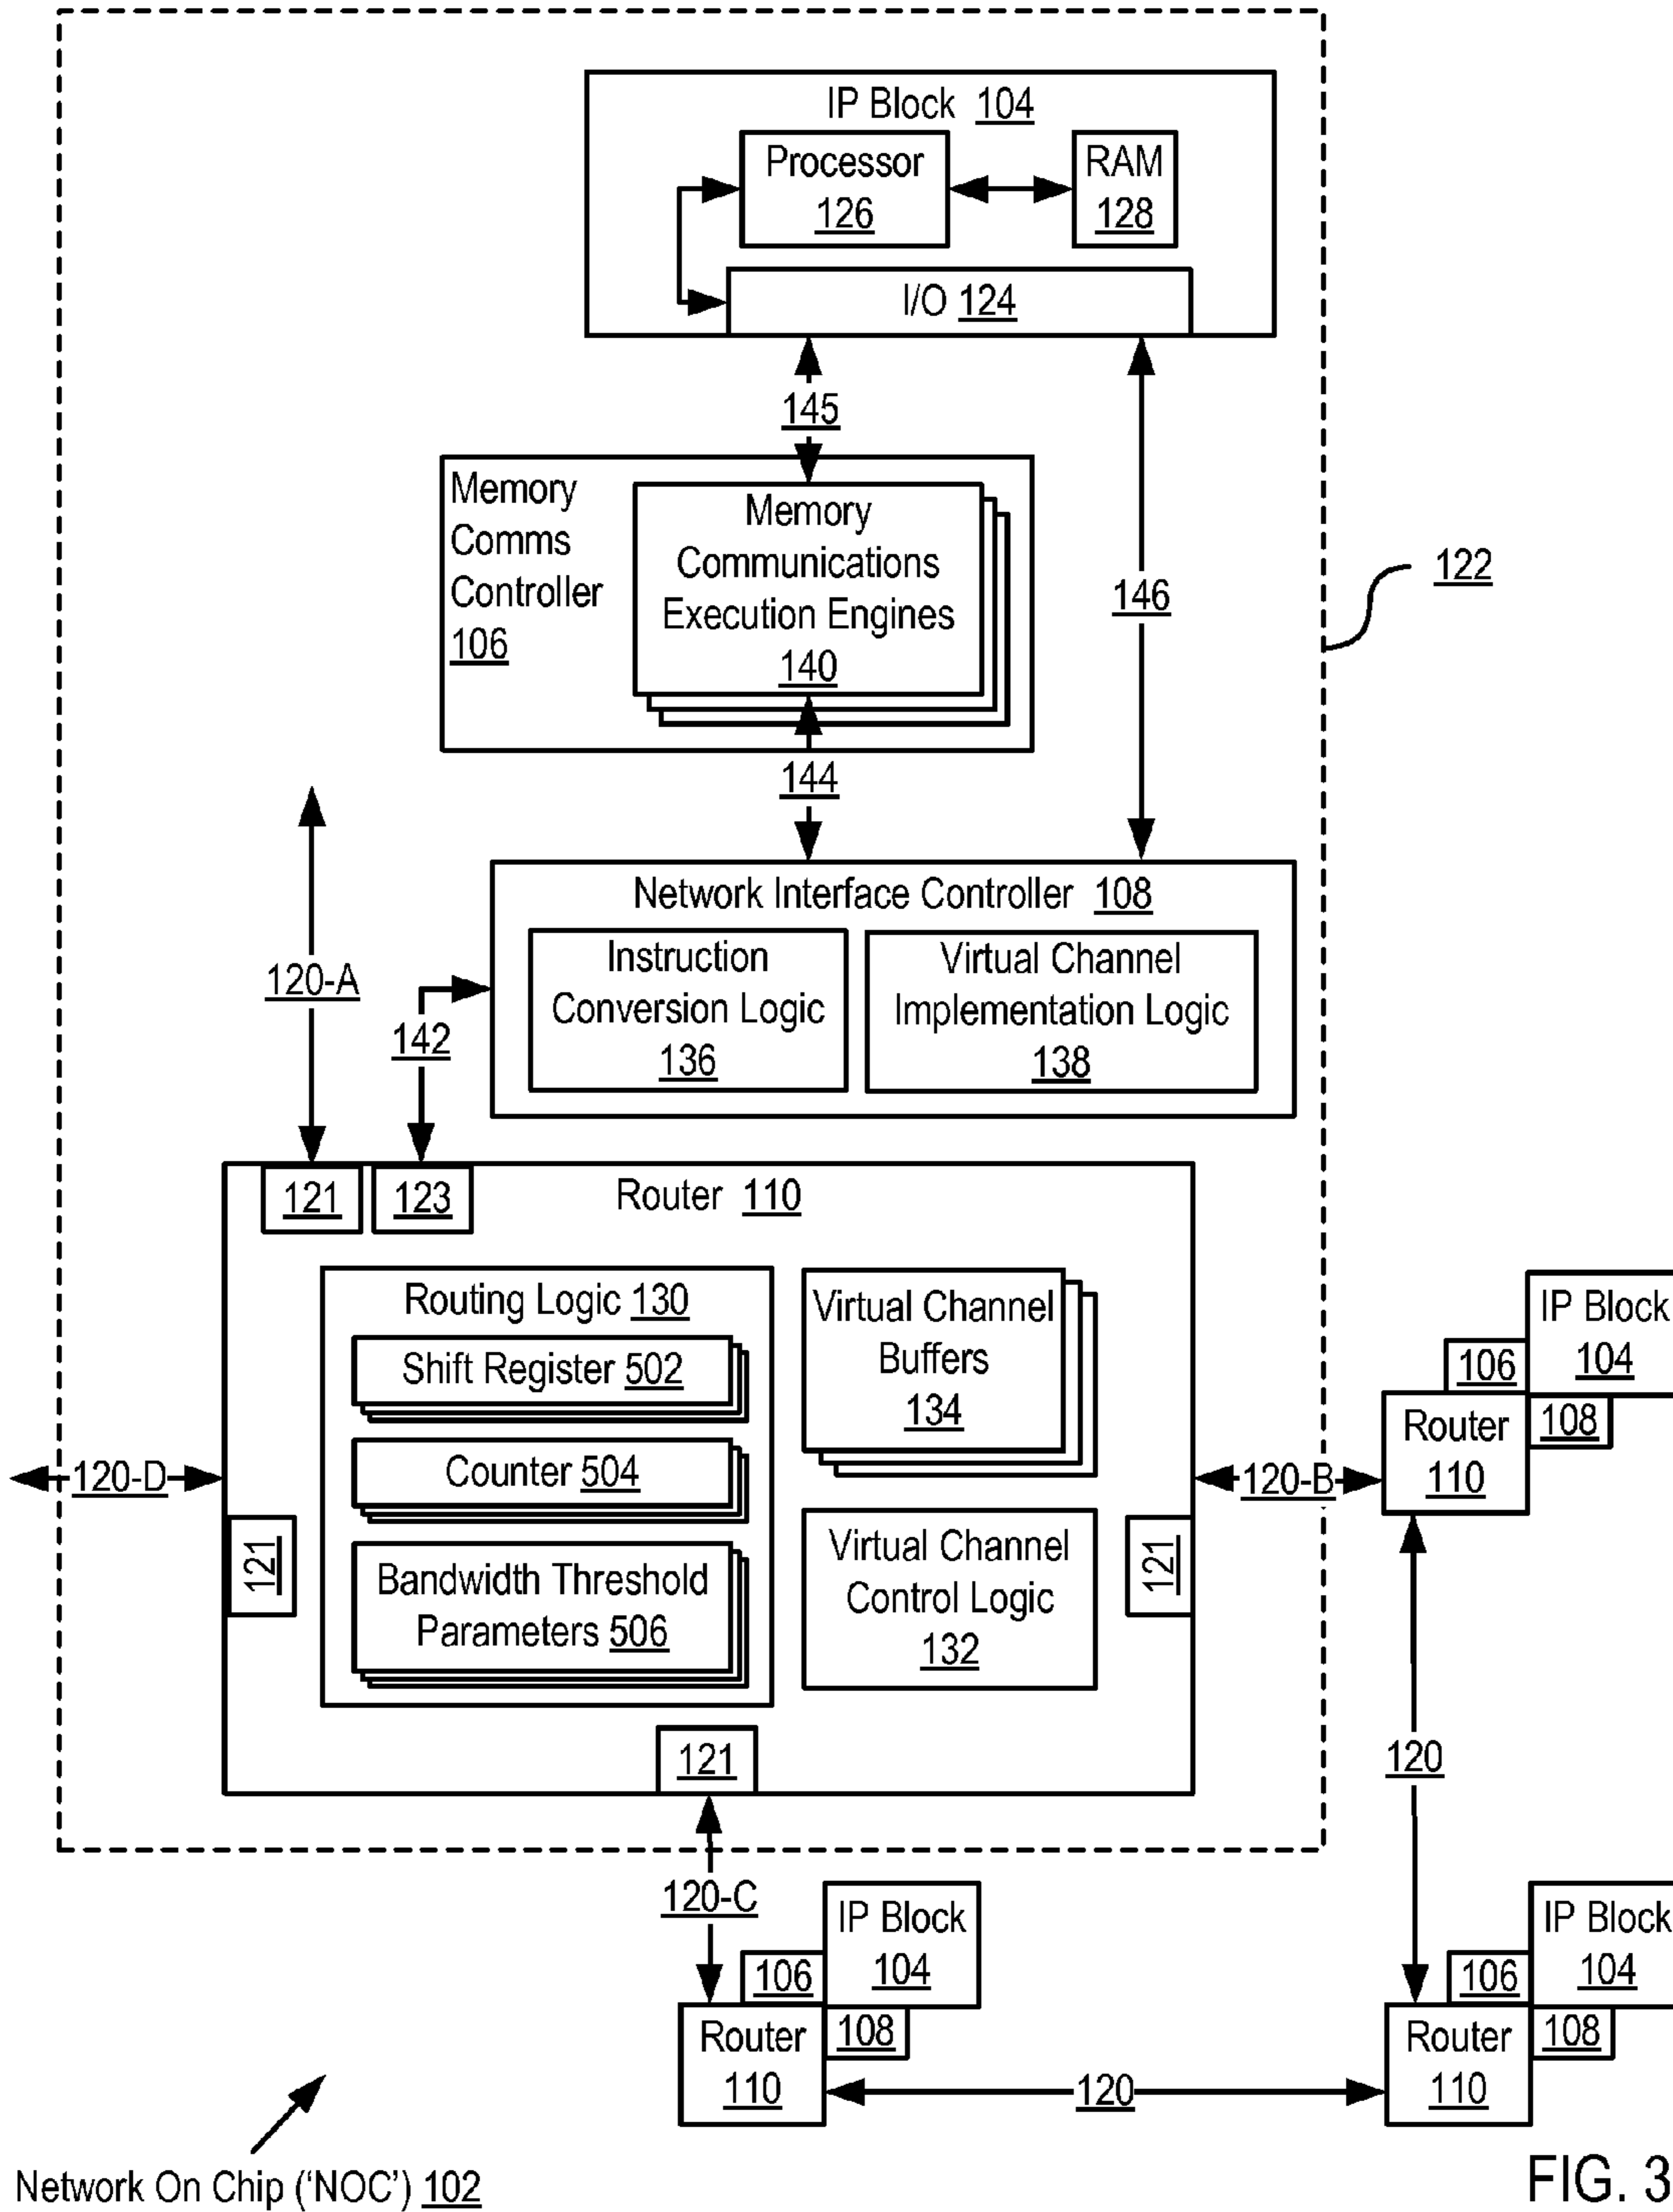 IP Block 104
Processor
126
RAM
128
I/O 124
145
Memory
Comms
Controller
106
Memory
Communications
Execution Engines
140
146
122
144
Network Interface Controller 108
Instruction
Conversion Logic
136
Virtual Channel
Implementation Logic
138
120-A
142
121
123
Router 110
Routing Logic 130
Shift Register 502
Counter 504
Bandwidth Threshold
Parameters 506
Virtual Channel
Buffers
134
Virtual Channel
Control Logic
132
120-D
121
121
121
120-B
IP Block
104
106
108
Router
110
120
120-C
IP Block
104
106
108
Router
110
120
IP Block
104
106
108
Router
110
Network On Chip (‘NOC’) 102
FIG. 3